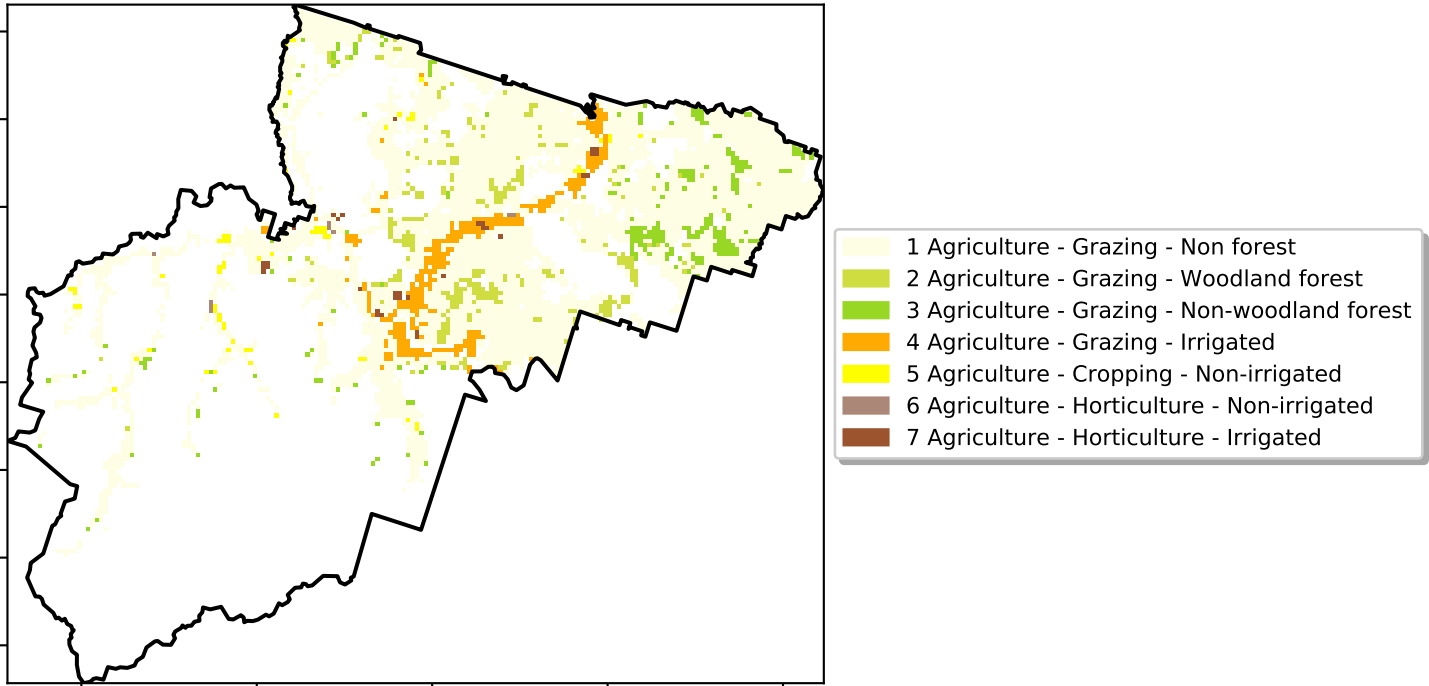 1 Agriculture - Grazing - Non forest
2 Agriculture - Grazing - Woodland forest
3 Agriculture - Grazing - Non-woodland forest
4 Agriculture - Grazing - Irrigated
5 Agriculture - Cropping - Non-irrigated
6 Agriculture - Horticulture - Non-irrigated
7 Agriculture - Horticulture - Irrigated